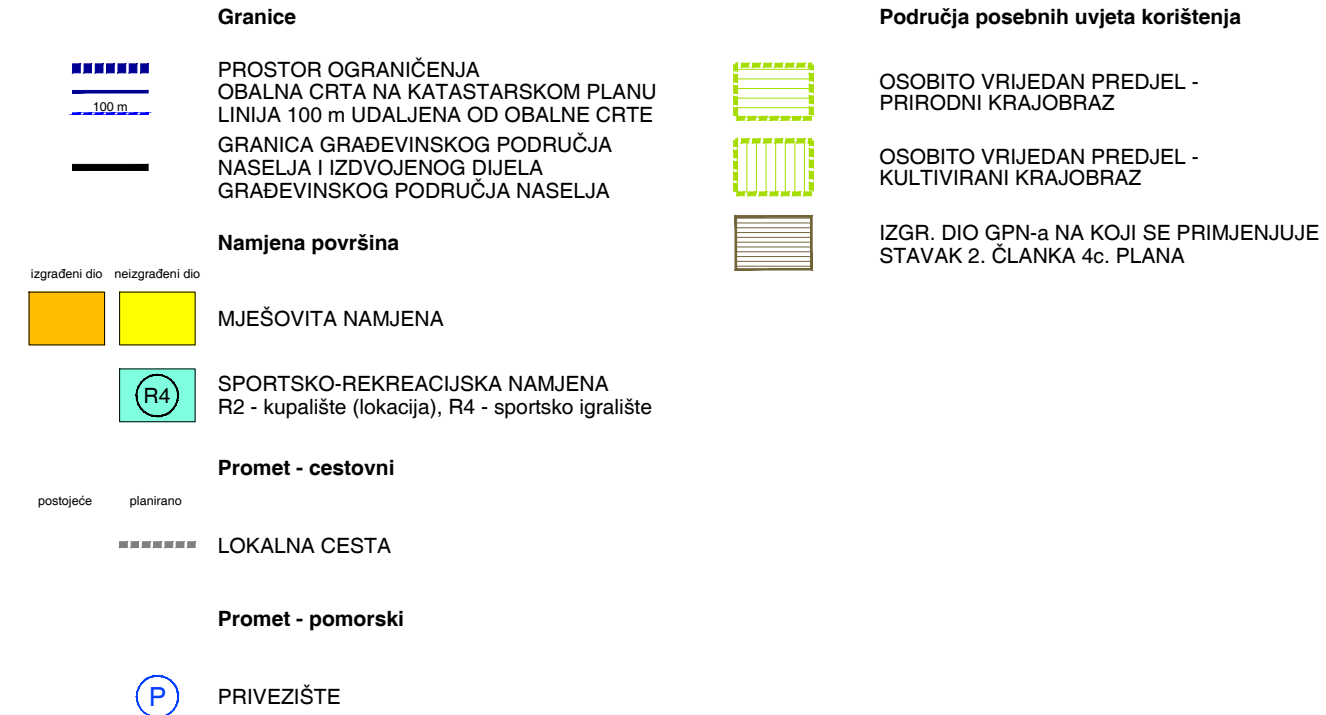 Granice
PROSTOR OGRANIČENJA
OBALNA CRTA NA KATASTARSKOM PLANU
100 m
LINIJA 100 m UDALJENA OD OBALNE CRTE
GRANICA GRAĐEVINSKOG PODRUČJA
NASELJA I IZDVOJENOG DIJELA
GRAĐEVINSKOG PODRUČJA NASELJA
Namjena površina
izgrađeni dio neizgrađeni dio
MJEŠOVITA NAMJENA
R4
SPORTSKO-REKREACIJSKA NAMJENA
R2 - kupalište (lokacija), R4 - sportsko igralište
Promet - cestovni
postojeće planirano
LOKALNA CESTA
Promet - pomorski
P PRIVEZIŠTE
Područja posebnih uvjeta korištenja
OSOBITO VRIJEDAN PREDJEL -
PRIRODNI KRAJOBRAZ
OSOBITO VRIJEDAN PREDJEL -
KULTIVIRANI KRAJOBRAZ
IZGR. DIO GPN-a NA KOJI SE PRIMJENJUJE
STAVAK 2. ČLANKA 4c. PLANA